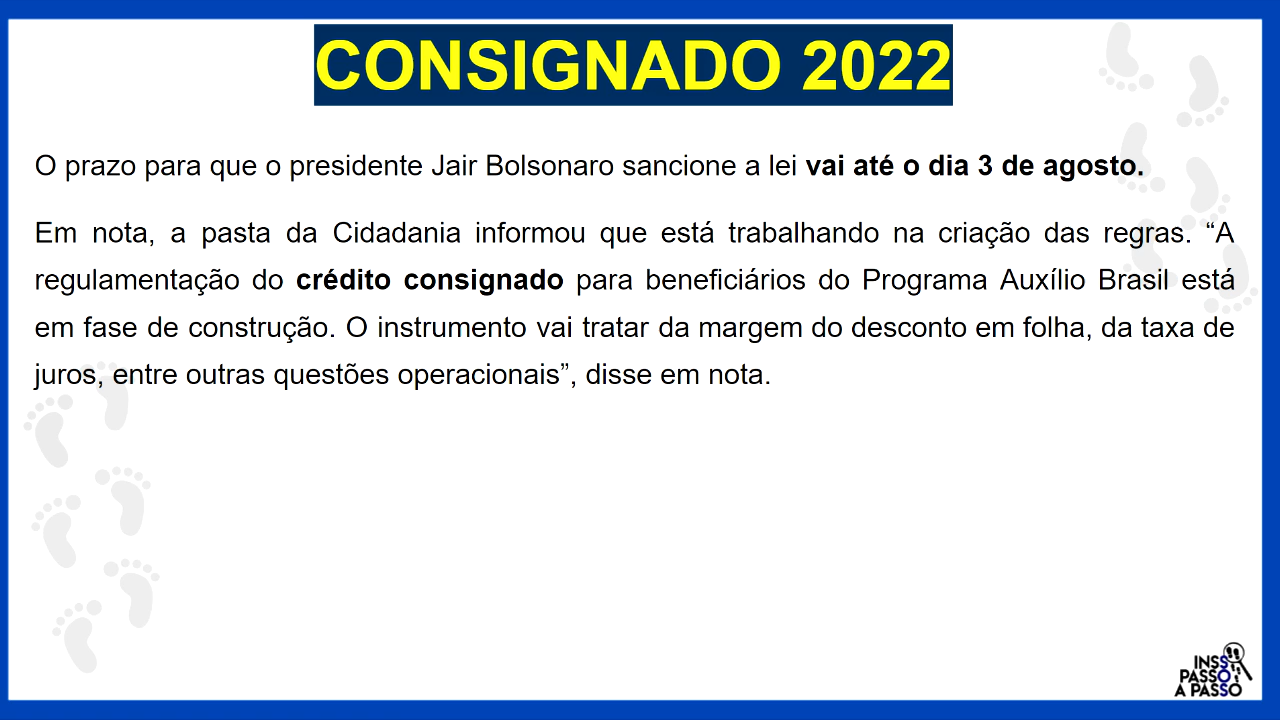 CONSIGNADO 2022
O prazo para que o presidente Jair Bolsonaro sancione a lei vai até o dia 3 de agosto.
Em nota, a pasta da Cidadania informou que está trabalhando na criação das regras. “A
regulamentação do crédito consignado para beneficiários do Programa Auxílio Brasil está
em fase de construção. O instrumento vai tratar da margem do desconto em folha, da taxa de
juros, entre outras questões operacionais”, disse em nota.
INSS
PASSO
A PASSO